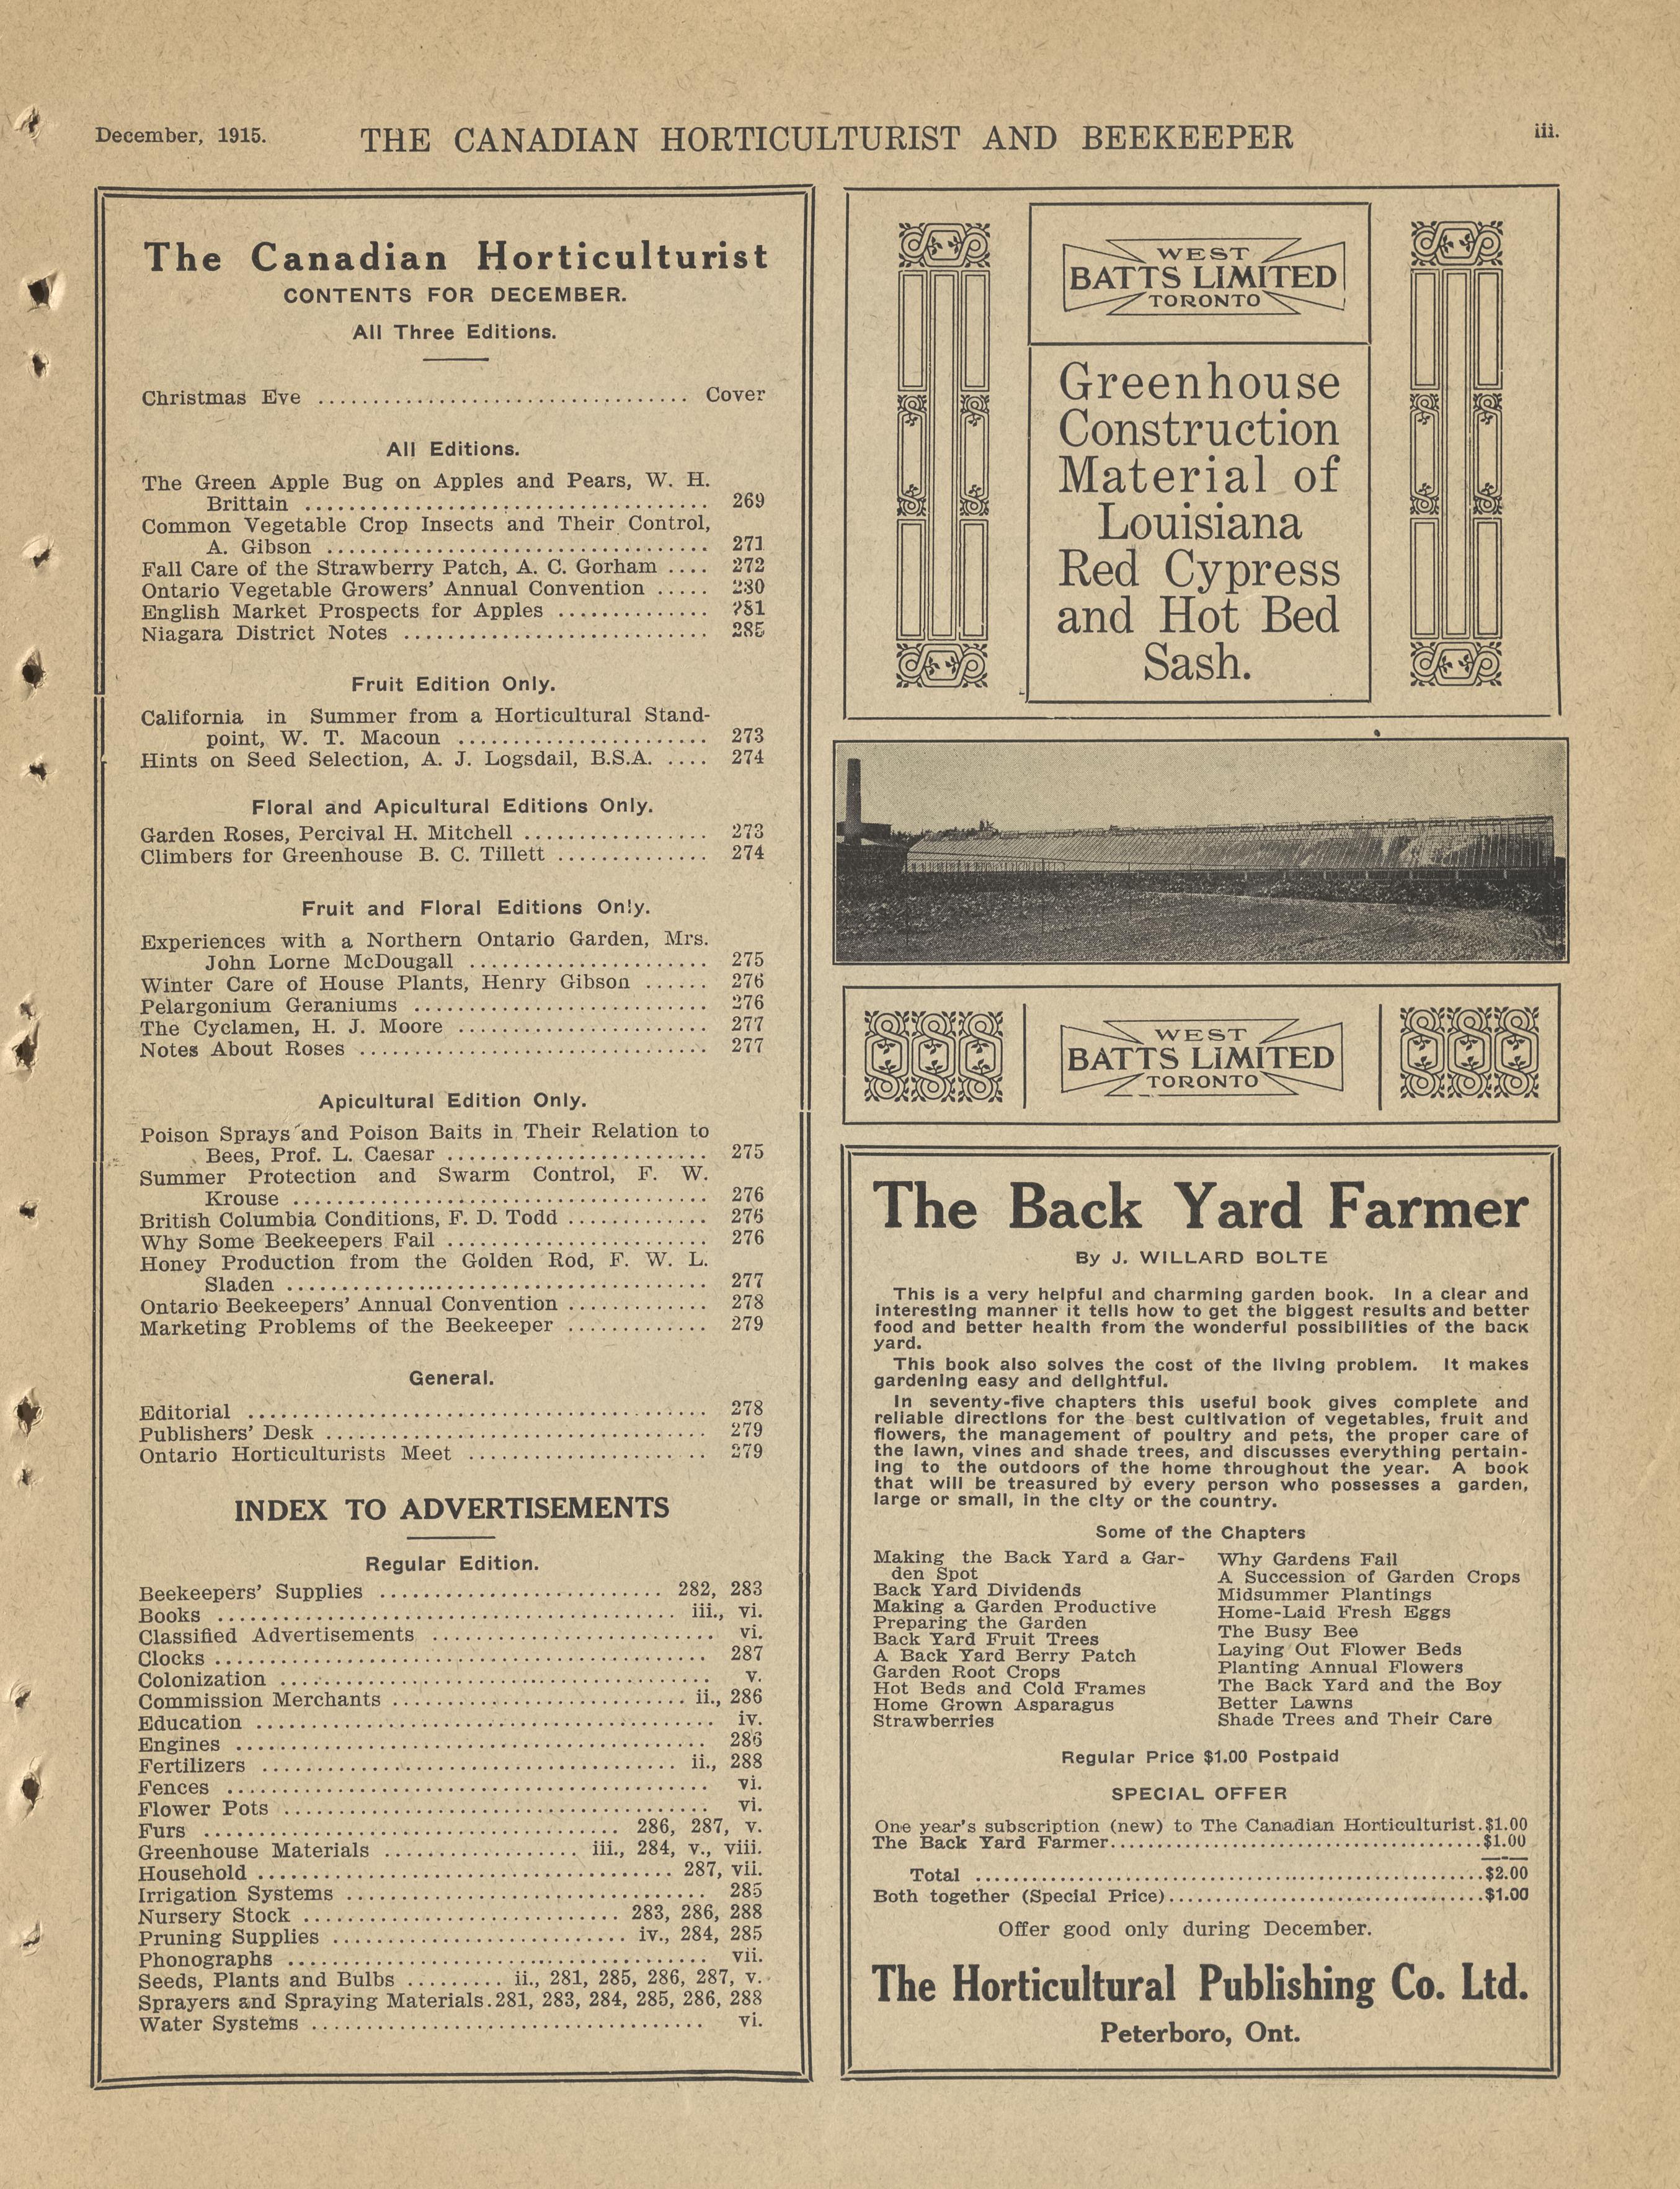 December, 1915.
THE CANADIAN HORTICULTURIST AND BEEKEEPER
iii.
The Canadian Horticulturist
CONTENTS FOR DECEMBER.
All Three Editions.
Christmas Eve .................................. Cover
All Editions.
The Green Apple Bug on Apples and Pears, W. H.
Brittain ..................................... 269
Common Vegetable Crop Insects and Their Control,
A. Gibson ................................... 271
Fall Care of the Strawberry Patch, A. C. Gorham .... 272
Ontario Vegetable Growers' Annual Convention ..... 280
English Market Prospects for Apples .............. 281
Niagara District Notes ............................ 285
Fruit Edition Only.
California in Summer from a Horticultural Stand-
point, W. T. Macoun ....................... 273
Hints on Seed Selection, A. J. Logsdail, B.S.A. .... 274
Floral and Apicultural Editions Only.
Garden Roses, Percival H. Mitchell ................. 273
Climbers for Greenhouse B. C. Tillett .............. 274
Fruit and Floral Editions Only.
Experiences with a Northern Ontario Garden, Mrs.
John Lorne McDougall ...................... 275
Winter Care of House Plants, Henry Gibson ...... 276
Pelargonium Geraniums ........................... 276
The Cyclamen, H. J. Moore ....................... 277
Notes About Roses ................................ 277
Apicultural Edition Only.
Poison Sprays and Poison Baits in Their Relation to
Bees, Prof. L. Caesar ........................ 275
Summer Protection and Swarm Control, F. W.
Krouse ...................................... 276
British Columbia Conditions, F. D. Todd ............. 276
Why Some Beekeepers Fail ........................ 276
Honey Production from the Golden Rod, F. W. L.
Sladen ....................................... 277
Ontario Beekeepers' Annual Convention ............. 278
Marketing Problems of the Beekeeper ............. 279
General.
Editorial .......................................... 278
Publishers' Desk ................................... 279
Ontario Horticulturists Meet ...................... 279
INDEX TO ADVERTISEMENTS
Regular Edition.
Beekeepers' Supplies .......................... 282, 283
Books .......................................... iii., vi.
Classified Advertisements .......................... vi.
Clocks ............................................. 287
Colonization ....................................... v.
Commission Merchants ........................... ii., 286
Education .......................................... iv.
Engines ........................................... 286
Fertilizers ...................................... ii., 288
Fences ............................................ vi.
Flower Pots ....................................... vi.
Furs ........................................ 286, 287, v.
Greenhouse Materials .................. iii., 284, v., viii.
Household ...................................... 287, vii.
Irrigation Systems ................................. 285
Nursery Stock ............................. 283, 286, 288
Pruning Supplies ........................... iv., 284, 285
Phonographs ....................................... vii.
Seeds, Plants and Bulbs ......... ii., 281, 285, 286, 287, v.
Sprayers and Spraying Materials.281, 283, 284, 285, 286, 288
Water Systems .................................... vi.
WEST
BATTS LIMITED
TORONTO
Greenhouse
Construction
Material of
Louisiana
Red Cypress
and Hot Bed
Sash.
WEST
BATTS LIMITED
TORONTO
The Back Yard Farmer
By J. WILLARD BOLTE
This is a very helpful and charming garden book. In a clear and
interesting manner it tells how to get the biggest results and better
food and better health from the wonderful possibilities of the back
yard.
This book also solves the cost of the living problem. It makes
gardening easy and delightful.
In seventy-five chapters this useful book gives complete and
reliable directions for the best cultivation of vegetables, fruit and
flowers, the management of poultry and pets, the proper care of
the lawn, vines and shade trees, and discusses everything pertain-
ing to the outdoors of the home throughout the year. A book
that will be treasured by every person who possesses a garden,
large or small, in the city or the country.
Some of the Chapters
Making the Back Yard a Gar-
den Spot
Back Yard Dividends
Making a Garden Productive
Preparing the Garden
Back Yard Fruit Trees
A Back Yard Berry Patch
Garden Root Crops
Hot Beds and Cold Frames
Home Grown Asparagus
Strawberries
Why Gardens Fail
A Succession of Garden Crops
Midsummer Plantings
Home-Laid Fresh Eggs
The Busy Bee
Laying Out Flower Beds
Planting Annual Flowers
The Back Yard and the Boy
Better Lawns
Shade Trees and Their Care
Regular Price $1.00 Postpaid
SPECIAL OFFER
One year's subscription (new) to The Canadian Horticulturist.$1.00
The Back Yard Farmer.............................................$1.00
Total ..............................................................$2.00
Both together (Special Price)......................................$1.00
Offer good only during December.
The Horticultural Publishing Co. Ltd.
Peterboro, Ont.